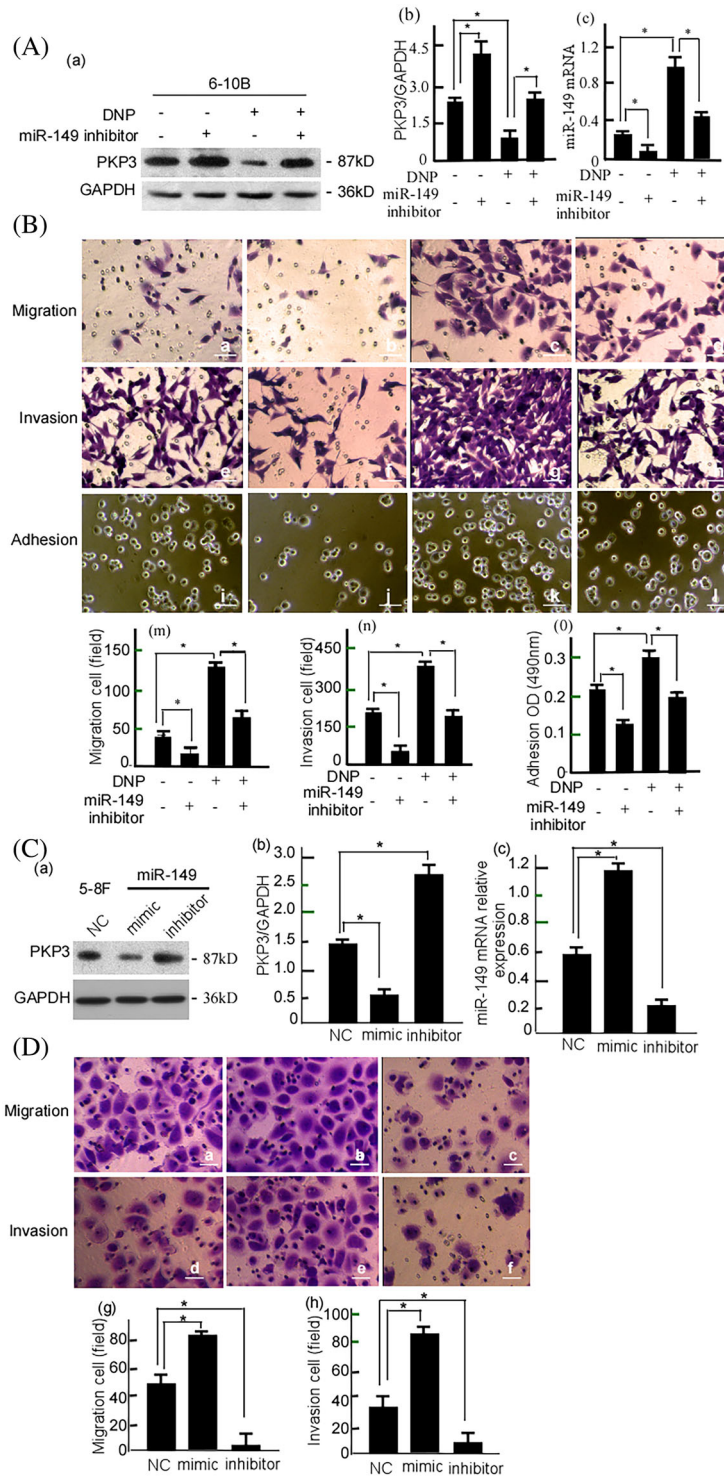 (A)
(a)
6-10B
DNP - - + +
miR-149 inhibitor - + - +
PKP3 - 87kD
GAPDH - 36kD
(b)
PKP3/GAPDH
4.5
3.0
1.5
0
* * *
DNP - - + +
miR-149 inhibitor - + - +
(c)
miR-149 mRNA
1.2
0.8
0.4
0
* * *
DNP - - + +
miR-149 inhibitor - + - +
(B)
Migration
a b c d
Invasion
e f g h
Adhesion
i j k l
(m)
Migration cell (field)
150
100
50
0
* * *
DNP - - + +
miR-149 inhibitor - + - +
(n)
Invasion cell (field)
450
300
150
0
* * *
DNP - - + +
miR-149 inhibitor - + - +
(0)
Adhesion OD (490nm)
0.3
0.2
0.1
0
* * *
DNP - - + +
miR-149 inhibitor - + - +
(C)
(a)
5-8F miR-149
NC mimic inhibitor
PKP3 - 87kD
GAPDH - 36kD
(b)
PKP3/GAPDH
3.0
2.5
2.0
1.5
1.0
0.5
0
* *
NC mimic inhibitor
(c)
miR-149 mRNA relative
expression
1.2
1.0
0.8
0.6
0.4
0.2
0
* *
NC mimic inhibitor
(D)
Migration
a b c
Invasion
d e f
(g)
Migration cell (field)
80
60
40
20
0
* *
NC mimic inhibitor
(h)
Invasion cell (field)
100
80
60
40
20
0
* *
NC mimic inhibitor